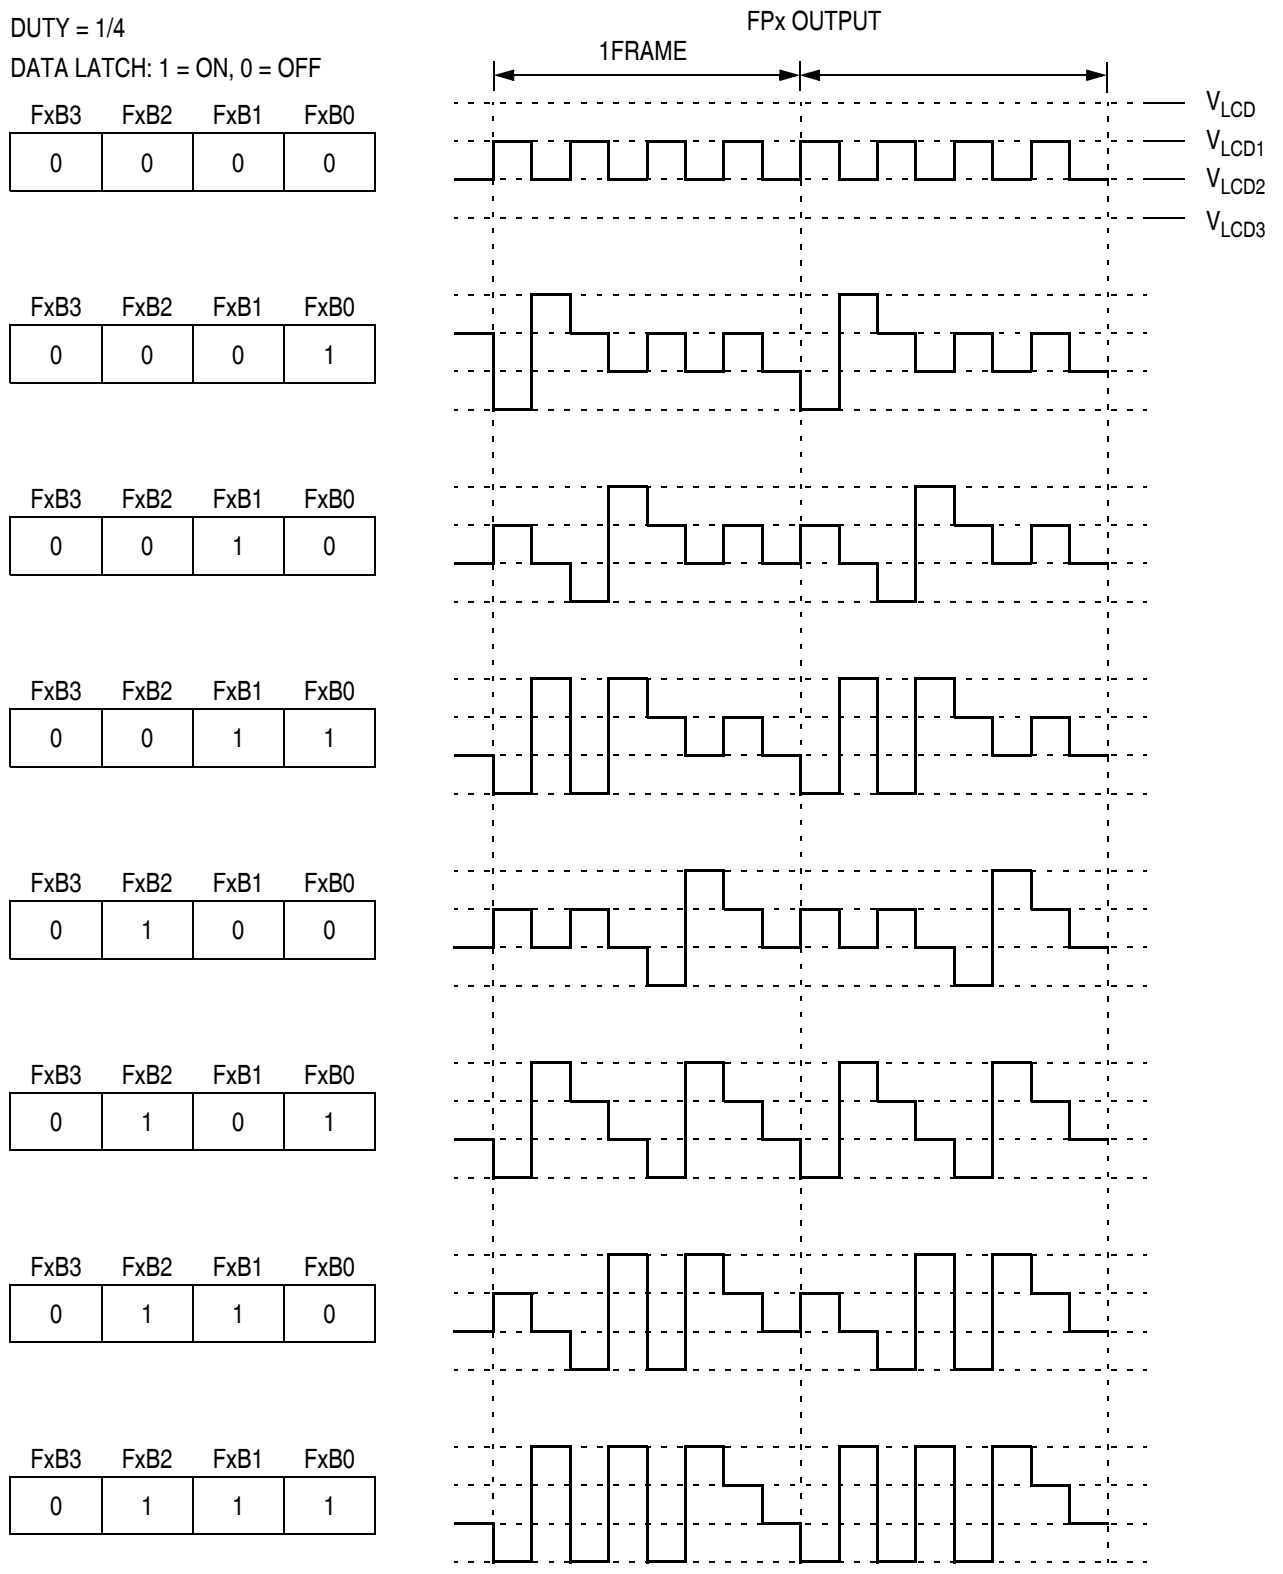 DUTY = 1/4
FPx OUTPUT
1FRAME
DATA LATCH: 1 = ON, 0 = OFF
FxB3 FxB2 FxB1 FxB0
0 0 0 0
VLCD
VLCD1
VLCD2
VLCD3
FxB3 FxB2 FxB1 FxB0
0 0 0 1
FxB3 FxB2 FxB1 FxB0
0 0 1 0
FxB3 FxB2 FxB1 FxB0
0 0 1 1
FxB3 FxB2 FxB1 FxB0
0 1 0 0
FxB3 FxB2 FxB1 FxB0
0 1 0 1
FxB3 FxB2 FxB1 FxB0
0 1 1 0
FxB3 FxB2 FxB1 FxB0
0 1 1 1